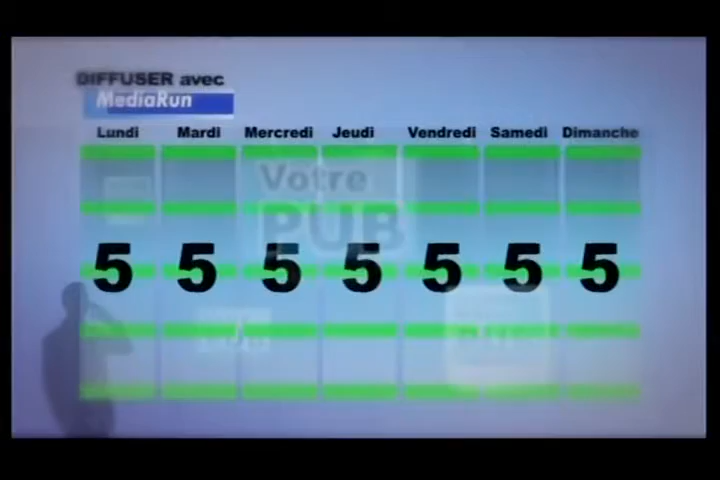 DIFFUSER avec
MediaRun
Lundi Mardi Mercredi Jeudi Vendredi Samedi Dimanche
Votre
PUB
5 5 5 5 5 5 5